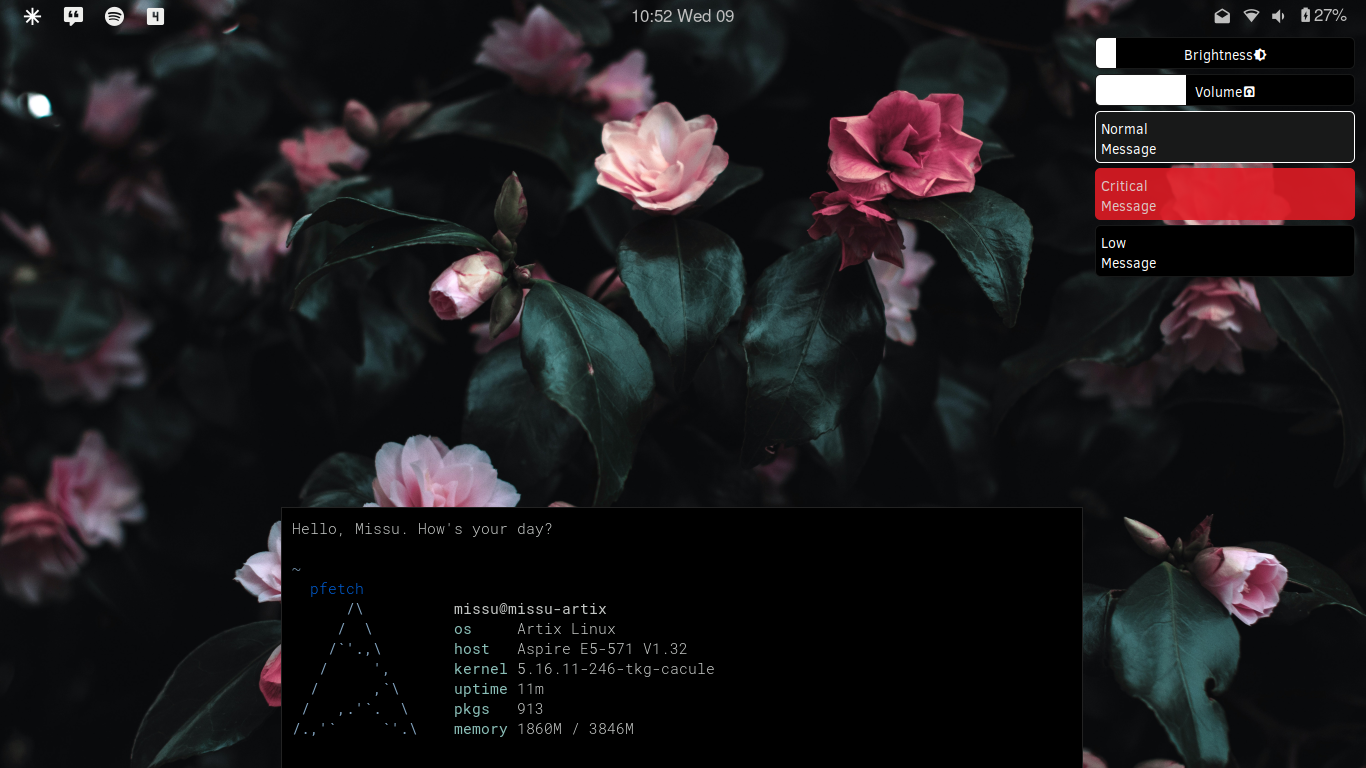 4
10:52 Wed 09
27%
Brightness
Volume
Normal
Message
Critical
Message
Low
Message
Hello, Missu. How's your day?
~
pfetch
/\
/  \
/`'.,\
/     ',
/      ,`\
/   ,.'`.  \
/.,'`     `'.\
missu@missu-artix
os Artix Linux
host Aspire E5-571 V1.32
kernel 5.16.11-246-tkg-cacule
uptime 11m
pkgs 913
memory 1860M / 3846M